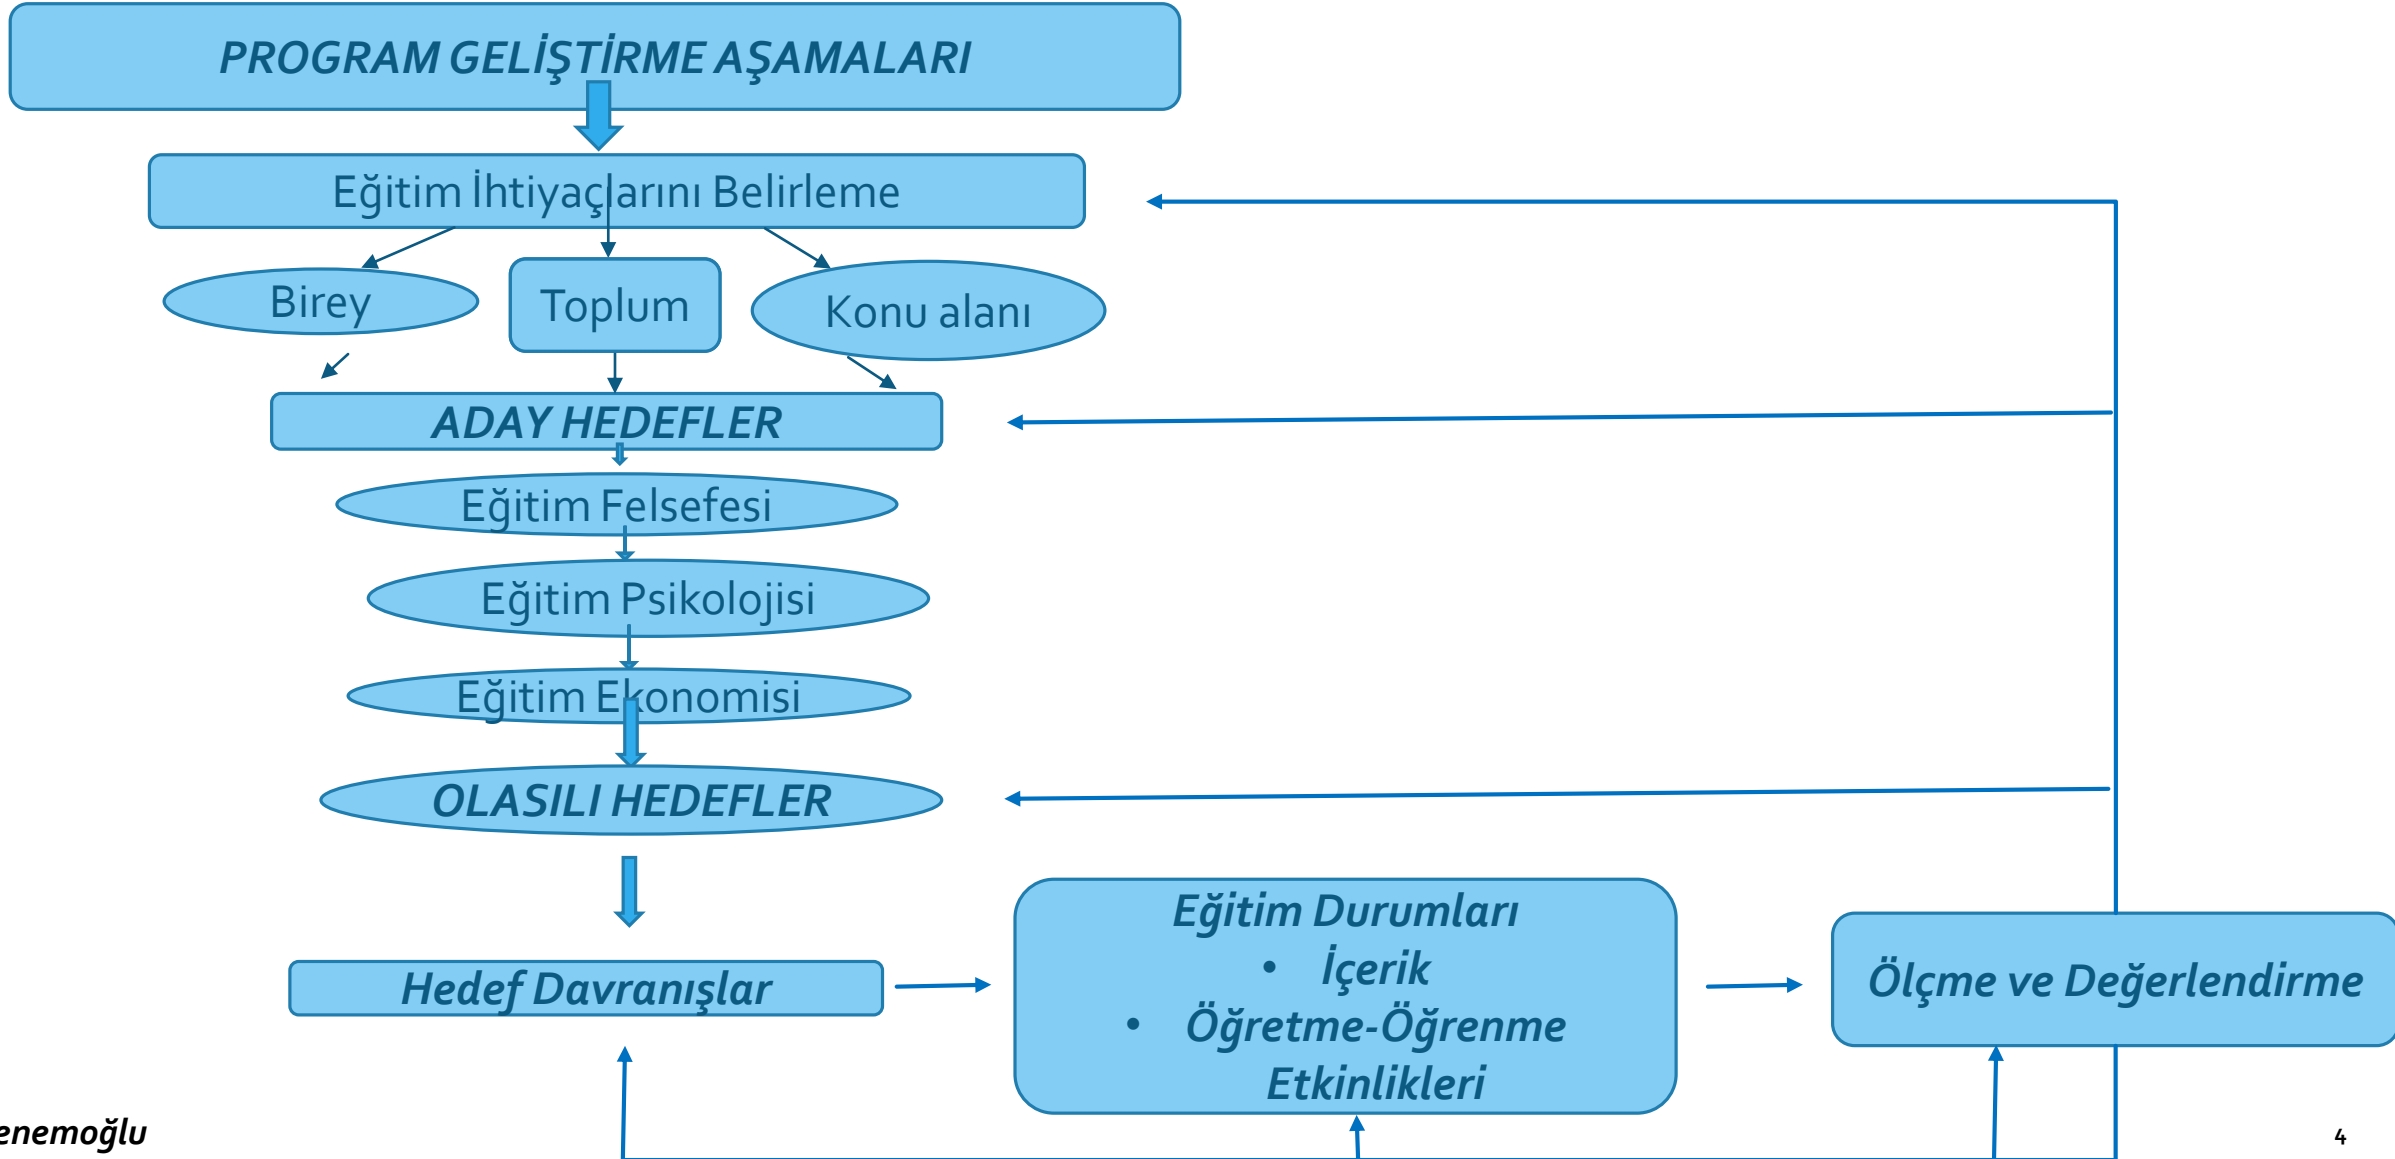 PROGRAM GELİŞTİRME AŞAMALARI
Eğitim İhtiyaçlarını Belirleme
Birey
Toplum
Konu alanı
ADAY HEDEFLER
Eğitim Felsefesi
Eğitim Psikolojisi
Eğitim Ekonomisi
OLASILI HEDEFLER
Hedef Davranışlar
Eğitim Durumları
• İçerik
• Öğretme-Öğrenme
Etkinlikleri
Ölçme ve Değerlendirme
enemoğlu
4